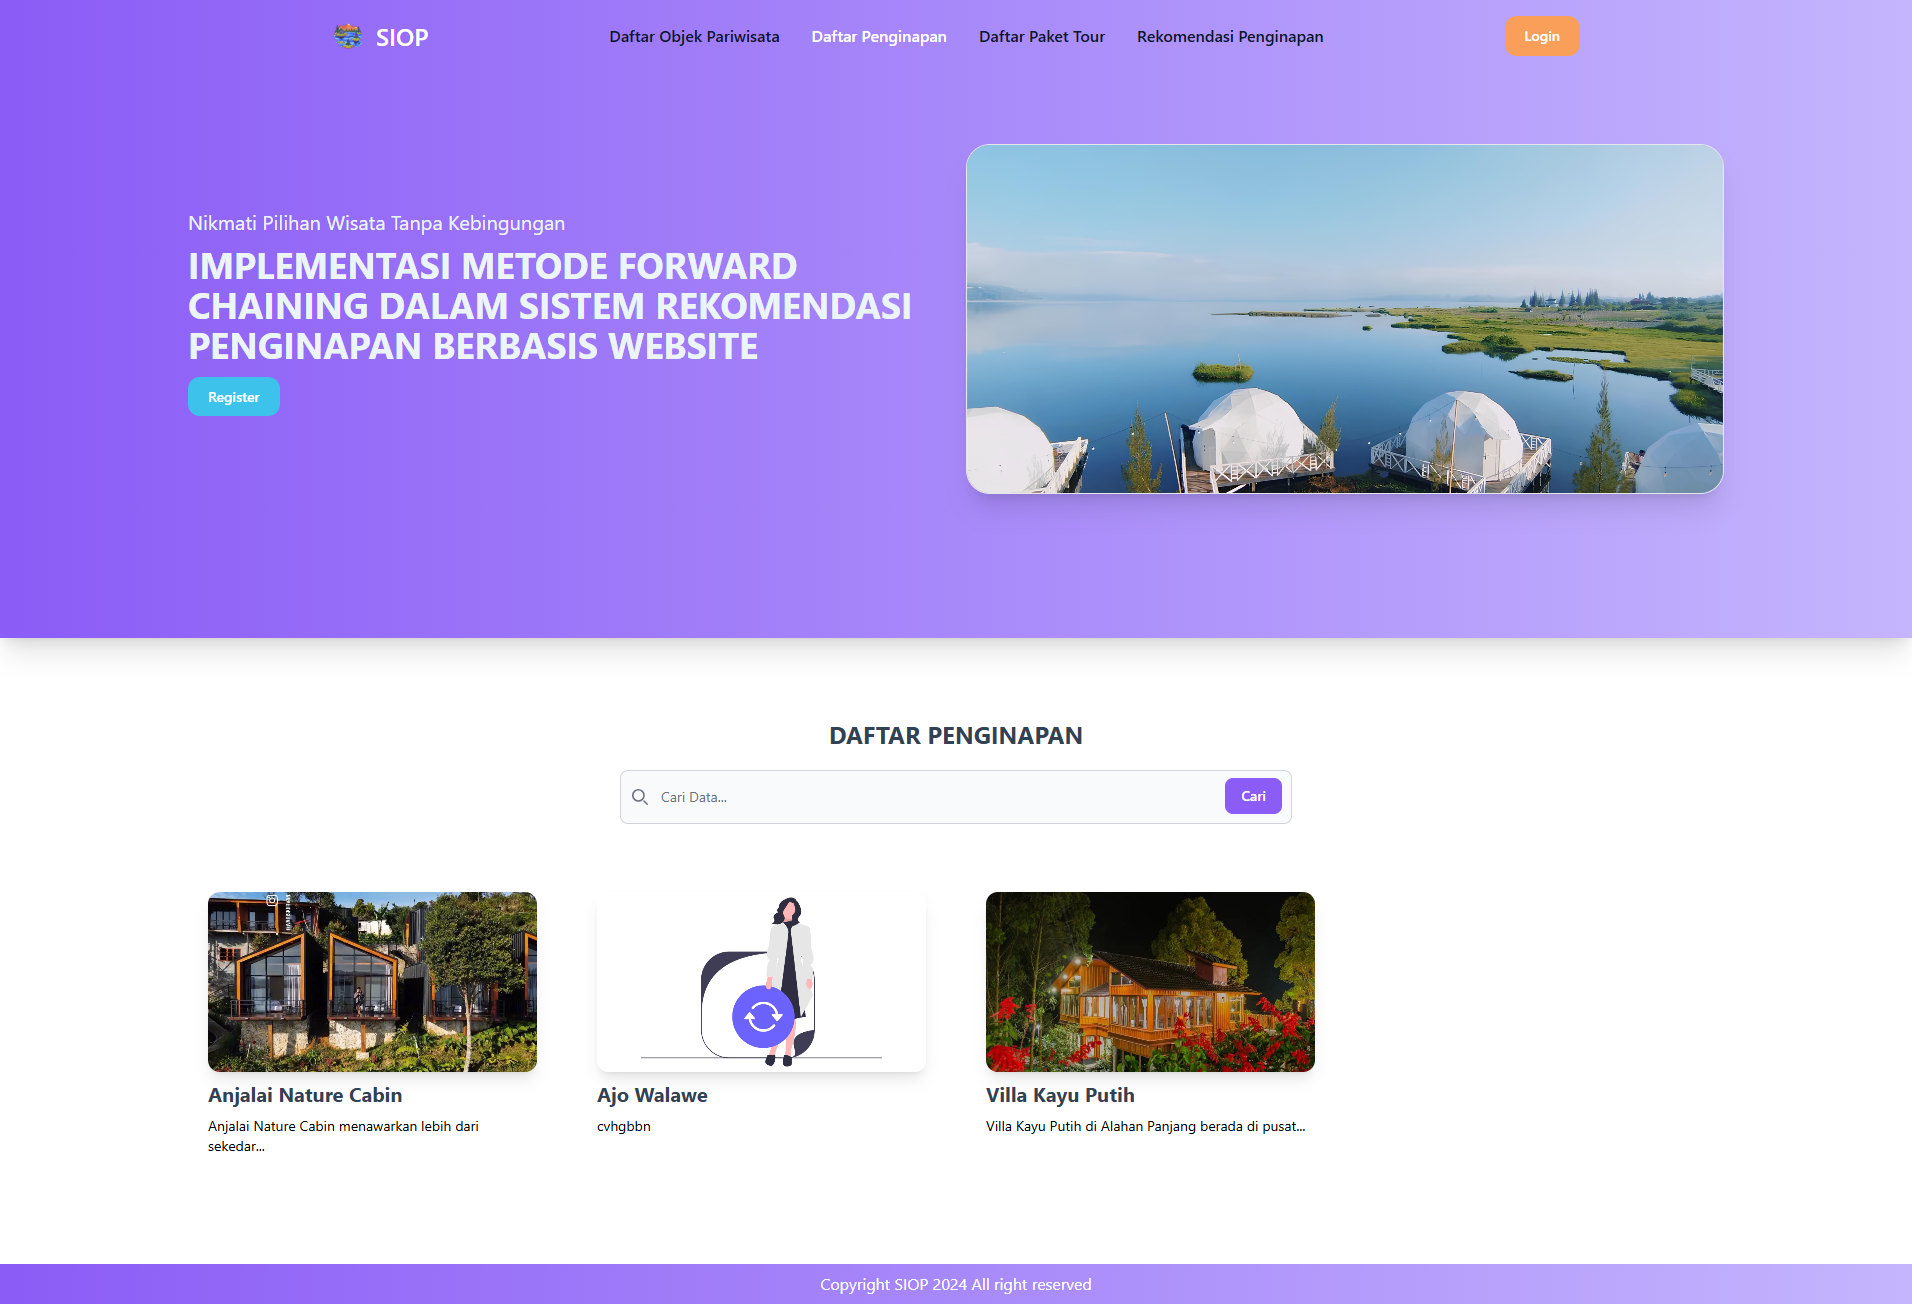 SIOP
Daftar Objek Pariwisata
Daftar Penginapan
Daftar Paket Tour
Rekomendasi Penginapan
Login
Nikmati Pilihan Wisata Tanpa Kebingungan
IMPLEMENTASI METODE FORWARD
CHAINING DALAM SISTEM REKOMENDASI
PENGINAPAN BERBASIS WEBSITE
Register
DAFTAR PENGINAPAN
Cari Data...
Cari
Anjalai Nature Cabin
Anjalai Nature Cabin menawarkan lebih dari
sekedar...
Ajo Walawe
cvhgbbn
Villa Kayu Putih
Villa Kayu Putih di Alahan Panjang berada di pusat...
Copyright SIOP 2024 All right reserved